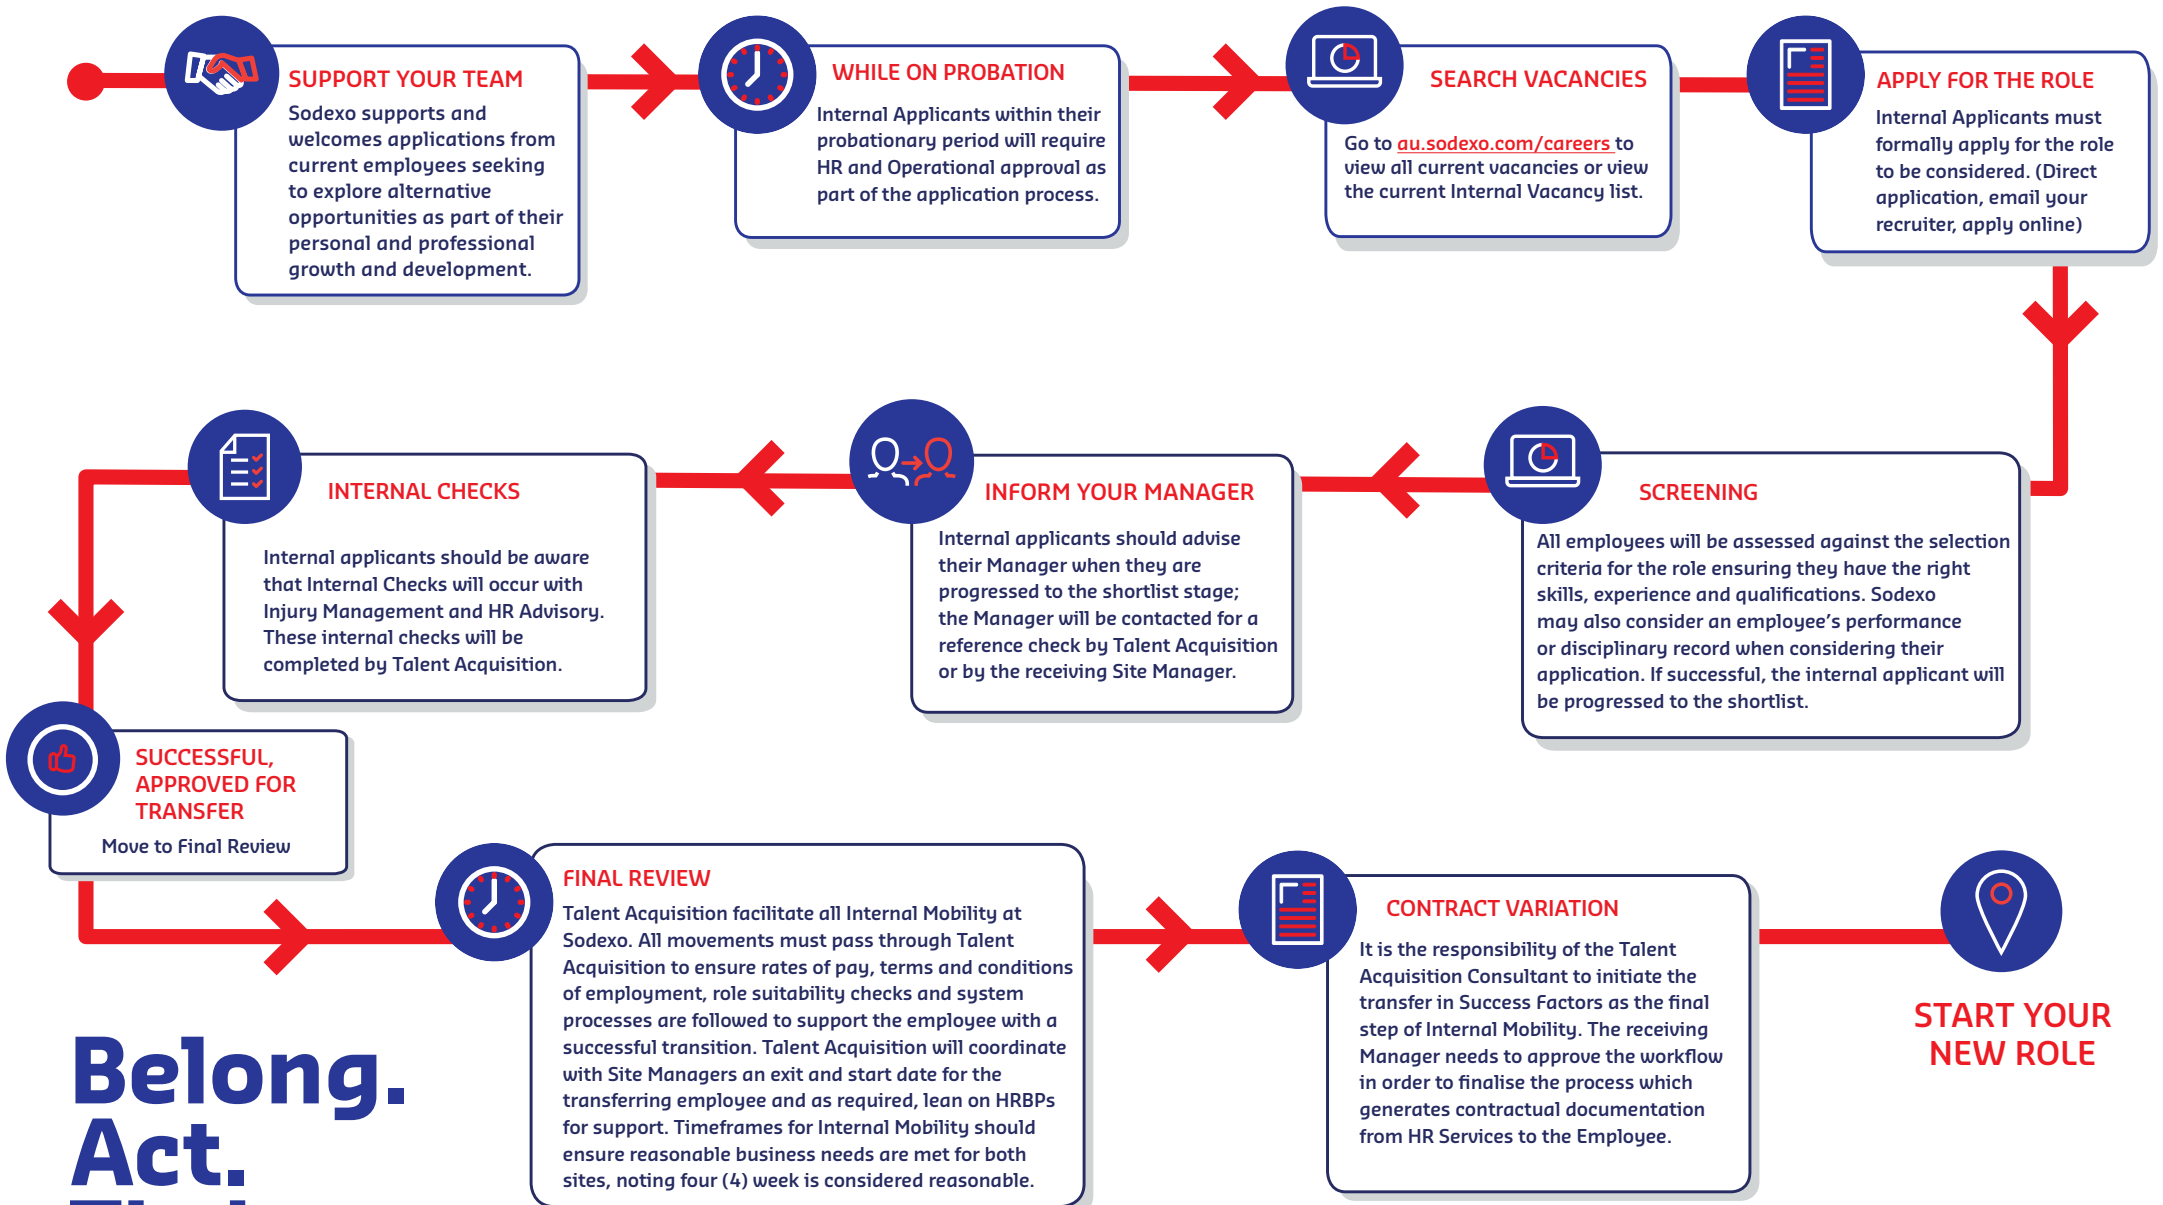 SUPPORT YOUR TEAM
Sodexo supports and
welcomes applications from
current employees seeking
to explore alternative
opportunities as part of their
personal and professional
growth and development.
WHILE ON PROBATION
Internal Applicants within their
probationary period will require
HR and Operational approval as
part of the application process.
SEARCH VACANCIES
Go to au.sodexo.com/careers to
view all current vacancies or view
the current Internal Vacancy list.
APPLY FOR THE ROLE
Internal Applicants must
formally apply for the role
to be considered. (Direct
application, email your
recruiter, apply online)
SCREENING
All employees will be assessed against the selection
criteria for the role ensuring they have the right
skills, experience and qualifications. Sodexo
may also consider an employee's performance
or disciplinary record when considering their
application. If successful, the internal applicant will
be progressed to the shortlist.
INFORM YOUR MANAGER
Internal applicants should advise
their Manager when they are
progressed to the shortlist stage;
the Manager will be contacted for a
reference check by Talent Acquisition
or by the receiving Site Manager.
INTERNAL CHECKS
Internal applicants should be aware
that Internal Checks will occur with
Injury Management and HR Advisory.
These internal checks will be
completed by Talent Acquisition.
SUCCESSFUL,
APPROVED FOR
TRANSFER
Move to Final Review
FINAL REVIEW
Talent Acquisition facilitate all Internal Mobility at
Sodexo. All movements must pass through Talent
Acquisition to ensure rates of pay, terms and conditions
of employment, role suitability checks and system
processes are followed to support the employee with a
successful transition. Talent Acquisition will coordinate
with Site Managers an exit and start date for the
transferring employee and as required, lean on HRBPs
for support. Timeframes for Internal Mobility should
ensure reasonable business needs are met for both
sites, noting four (4) week is considered reasonable.
CONTRACT VARIATION
It is the responsibility of the Talent
Acquisition Consultant to initiate the
transfer in Success Factors as the final
step of Internal Mobility. The receiving
Manager needs to approve the workflow
in order to finalise the process which
generates contractual documentation
from HR Services to the Employee.
START YOUR
NEW ROLE
Belong.
Act.